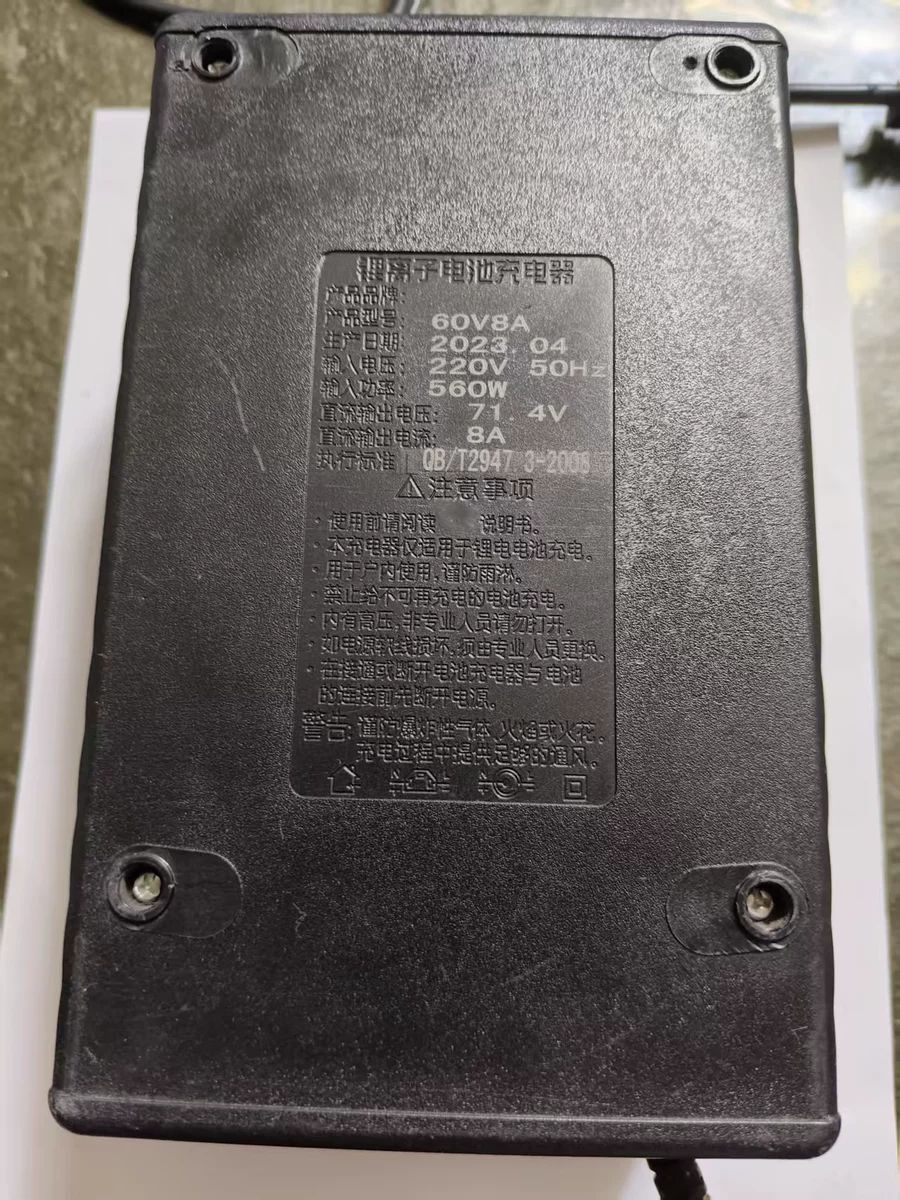 锂离子电池充电器
产品品牌：
产品型号： 60V8A
生产日期： 2023.04
输入电压： 220V 50Hz
输入功率： 560W
直流输出电压： 71.4V
直流输出电流： 8A
执行标准 QB/T2947 3-2008
注意事项
·使用前请阅读 说明书。
·本充电器仅适用于锂电电池充电。
·用于户内使用，谨防雨淋。
·禁止给不可再充电的电池充电。
·内有高压，非专业人员请勿打开。
·如电源软线损坏，须由专业人员更换。
·在接通或断开电池充电器与电池
的连接前先断开电源。
警告：谨防爆炸性气体、火焰或火花。
充电过程中提供足够的通风。